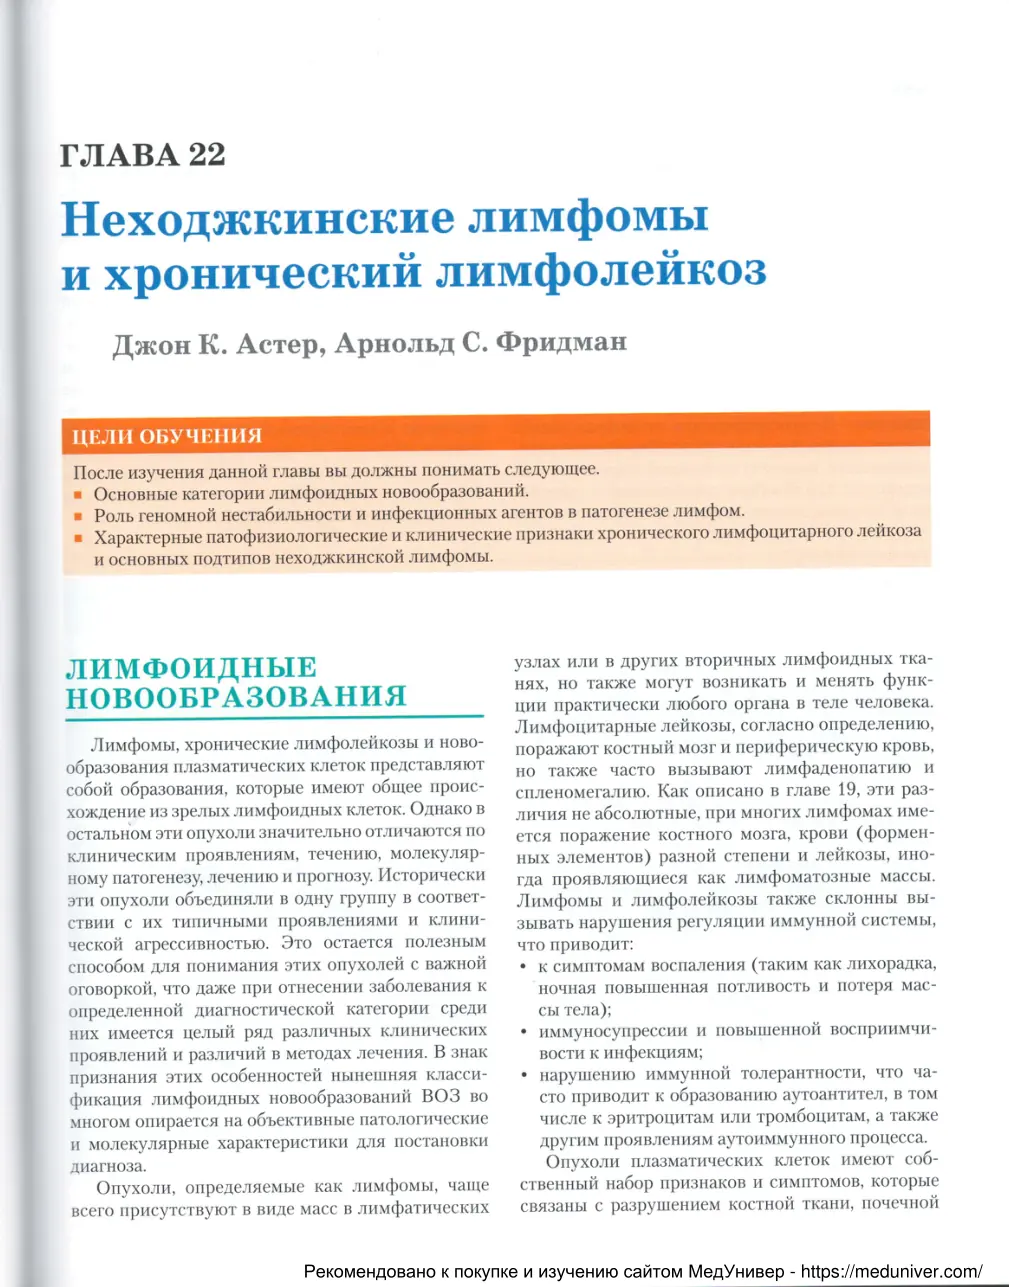 ГЛАВА 22
Неходжкинские лимфомы
и хронический лимфолейкоз
Джон К. Астер, Арнольд С. Фридман
ЦЕЛИ ОБУЧЕНИЯ
После изучения данной главы вы должны понимать следующее.
▪ Основные категории лимфоидных новообразований.
▪ Роль геномной нестабильности и инфекционных агентов в патогенезе лимфом.
▪ Характерные патофизиологические и клинические признаки хронического лимфоцитарного лейкоза
и основных подтипов неходжкинской лимфомы.
ЛИМФОИДНЫЕ
НОВООБРАЗОВАНИЯ
Лимфомы, хронические лимфолейкозы и ново-
образования плазматических клеток представляют
собой образования, которые имеют общее проис-
хождение из зрелых лимфоидных клеток. Однако в
остальном эти опухоли значительно отличаются по
клиническим проявлениям, течению, молекуляр-
ному патогенезу, лечению и прогнозу. Исторически
эти опухоли объединяли в одну группу в соответ-
ствии с их типичными проявлениями и клини-
ческой агрессивностью. Это остается полезным
способом для понимания этих опухолей с важной
оговоркой, что даже при отнесении заболевания к
определенной диагностической категории среди
них имеется целый ряд различных клинических
проявлений и различий в методах лечения. В знак
признания этих особенностей нынешняя класси-
фикация лимфоидных новообразований ВОЗ во
многом опирается на объективные патологические
и молекулярные характеристики для постановки
диагноза.
Опухоли, определяемые как лимфомы, чаще
всего присутствуют в виде масс в лимфатических
узлах или в других вторичных лимфоидных тка-
нях, но также могут возникать и менять функ-
ции практически любого органа в теле человека.
Лимфоцитарные лейкозы, согласно определению,
поражают костный мозг и периферическую кровь,
но также часто вызывают лимфаденопатию и
спленомегалию. Как описано в главе 19, эти раз-
личия не абсолютные, при многих лимфомах име-
ется поражение костного мозга, крови (формен-
ных элементов) разной степени и лейкозы, ино-
гда проявляющиеся как лимфоматозные массы.
Лимфомы и лимфолейкозы также склонны вы-
зывать нарушения регуляции иммунной системы,
что приводит:
• к симптомам воспаления (таким как лихорадка,
ночная повышенная потливость и потеря мас-
сы тела);
• иммуносупрессии и повышенной восприимчи-
вости к инфекциям;
• нарушению иммунной толерантности, что ча-
сто приводит к образованию аутоантител, в том
числе к эритроцитам или тромбоцитам, а также
другим проявлениям аутоиммунного процесса.
Опухоли плазматических клеток имеют соб-
ственный набор признаков и симптомов, которые
связаны с разрушением костной ткани, почечной
Рекомендовано к покупке и изучению сайтом МедУнивер - https://meduniver.com/